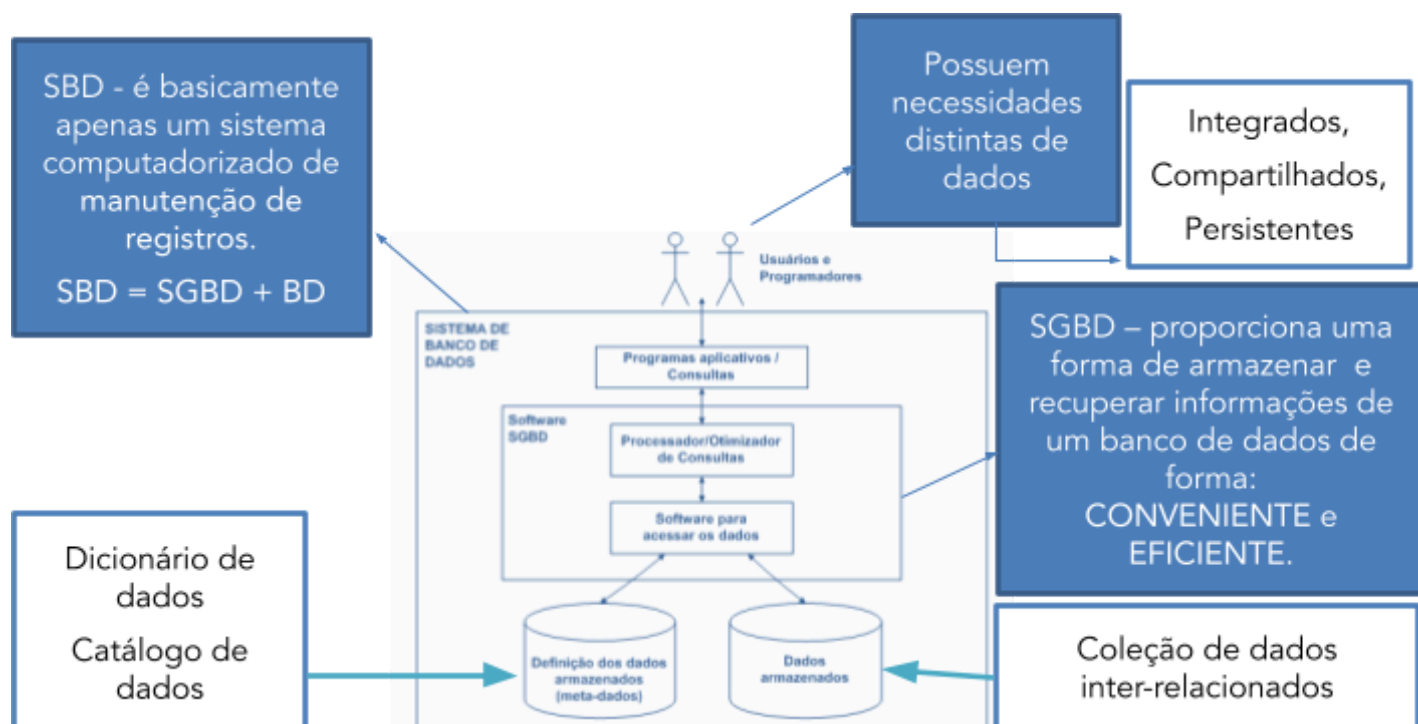 SBD - é basicamente
apenas um sistema
computadorizado de
manutenção de
registros.
SBD = SGBD + BD
Possuem
necessidades
distintas de
dados
Integrados,
Compartilhados,
Persistentes
Usuários e
Programadores
SISTEMA DE
BANCO DE
DADOS
Programas aplicativos /
Consultas
Software
SGBD
Processador/Otimizador
de Consultas
Software para
acessar os dados
SGBD – proporciona uma
forma de armazenar e
recuperar informações de
um banco de dados de
forma:
CONVENIENTE e
EFICIENTE.
Dicionário de
dados
Catálogo de
dados
Definição dos dados
armazenados
(meta-dados)
Dados
armazenados
Coleção de dados
inter-relacionados